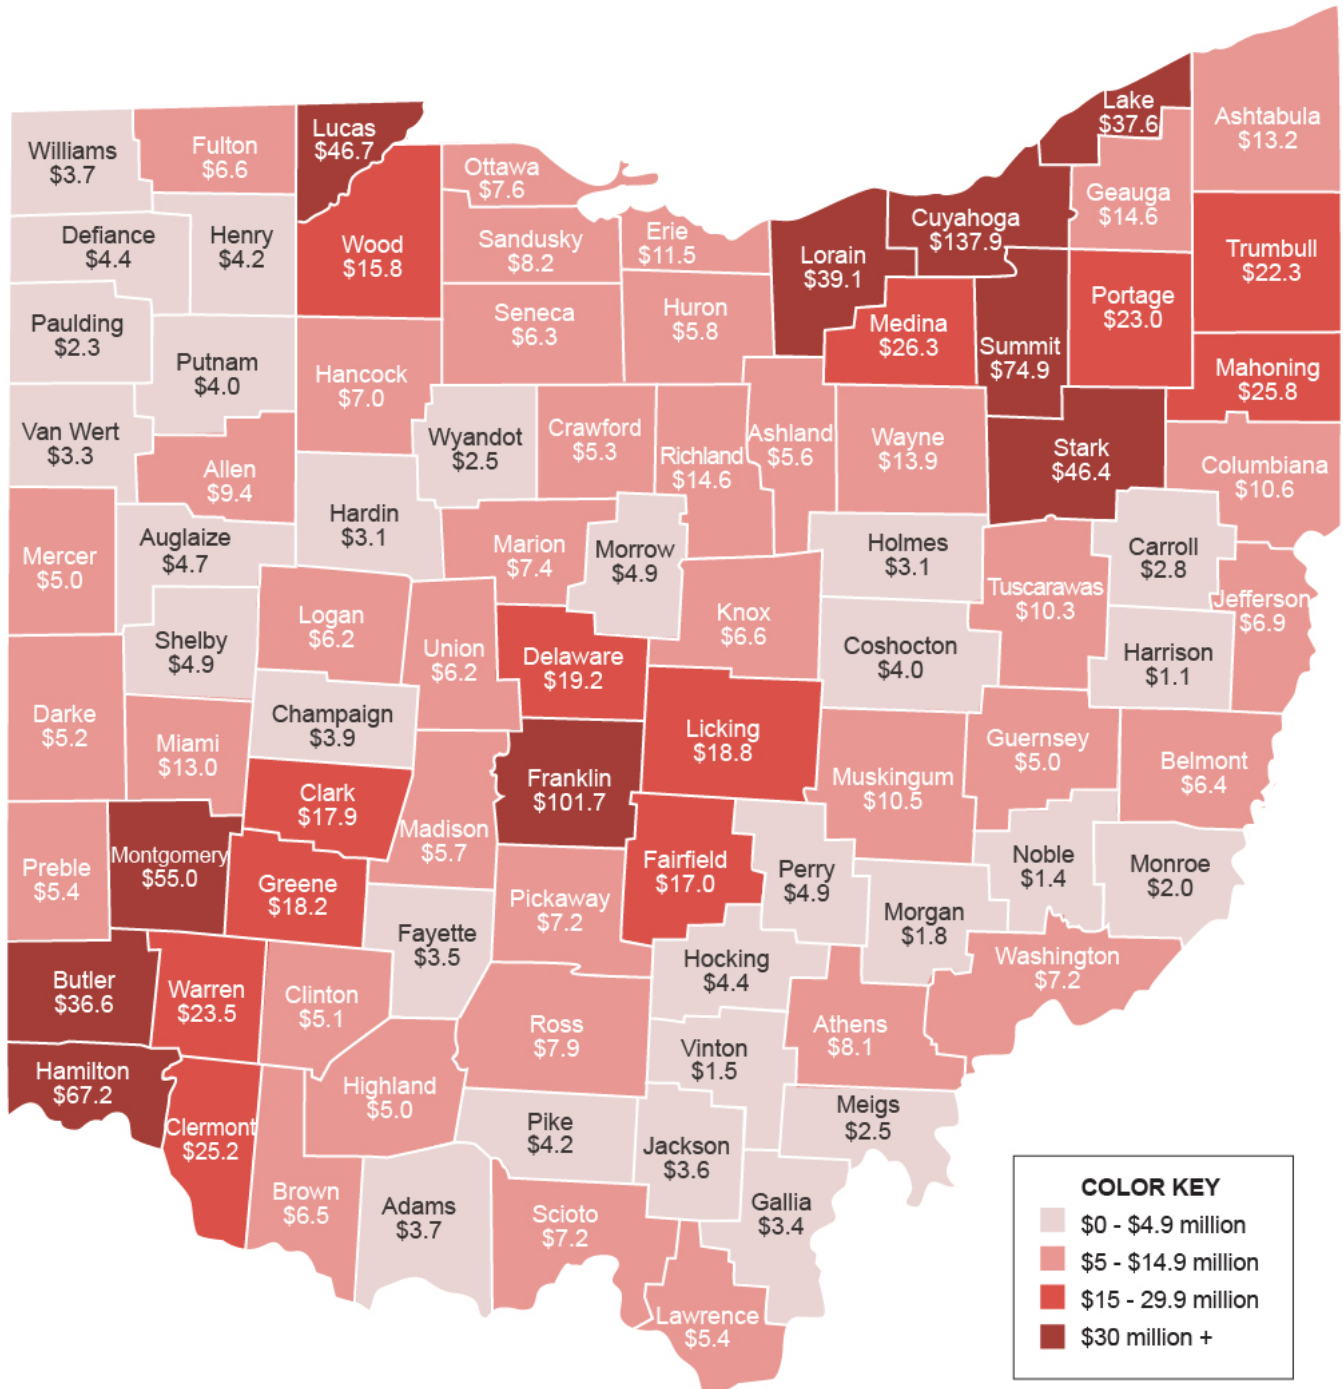 Lake
$37.6
Ashtabula
$13.2
Lucas
$46.7
Williams
$3.7
Fulton
$6.6
Ottawa
$7.6
Geauga
$14.6
Defiance
$4.4
Henry
$4.2
Wood
$15.8
Sandusky
$8.2
Erie
$11.5
Lorain
$39.1
Cuyahoga
$137.9
Trumbull
$22.3
Paulding
$2.3
Seneca
$6.3
Huron
$5.8
Medina
$26.3
Summit
$74.9
Portage
$23.0
Putnam
$4.0
Hancock
$7.0
Mahoning
$25.8
Van Wert
$3.3
Allen
$9.4
Wyandot
$2.5
Crawford
$5.3
Richland
$14.6
Ashland
$5.6
Wayne
$13.9
Stark
$46.4
Columbiana
$10.6
Mercer
$5.0
Auglaize
$4.7
Hardin
$3.1
Marion
$7.4
Morrow
$4.9
Holmes
$3.1
Tuscarawas
$10.3
Carroll
$2.8
Jefferson
$6.9
Shelby
$4.9
Logan
$6.2
Union
$6.2
Delaware
$19.2
Knox
$6.6
Coshocton
$4.0
Harrison
$1.1
Darke
$5.2
Miami
$13.0
Champaign
$3.9
Licking
$18.8
Guernsey
$5.0
Belmont
$6.4
Clark
$17.9
Franklin
$101.7
Muskingum
$10.5
Madison
$5.7
Preble
$5.4
Montgomery
$55.0
Greene
$18.2
Fairfield
$17.0
Perry
$4.9
Noble
$1.4
Monroe
$2.0
Pickaway
$7.2
Morgan
$1.8
Fayette
$3.5
Hocking
$4.4
Washington
$7.2
Butler
$36.6
Warren
$23.5
Clinton
$5.1
Ross
$7.9
Vinton
$1.5
Athens
$8.1
Hamilton
$67.2
Clermont
$25.2
Highland
$5.0
Pike
$4.2
Jackson
$3.6
Meigs
$2.5
Brown
$6.5
Adams
$3.7
Scioto
$7.2
Gallia
$3.4
Lawrence
$5.4
COLOR KEY
$0 - $4.9 million
$5 - $14.9 million
$15 - 29.9 million
$30 million +